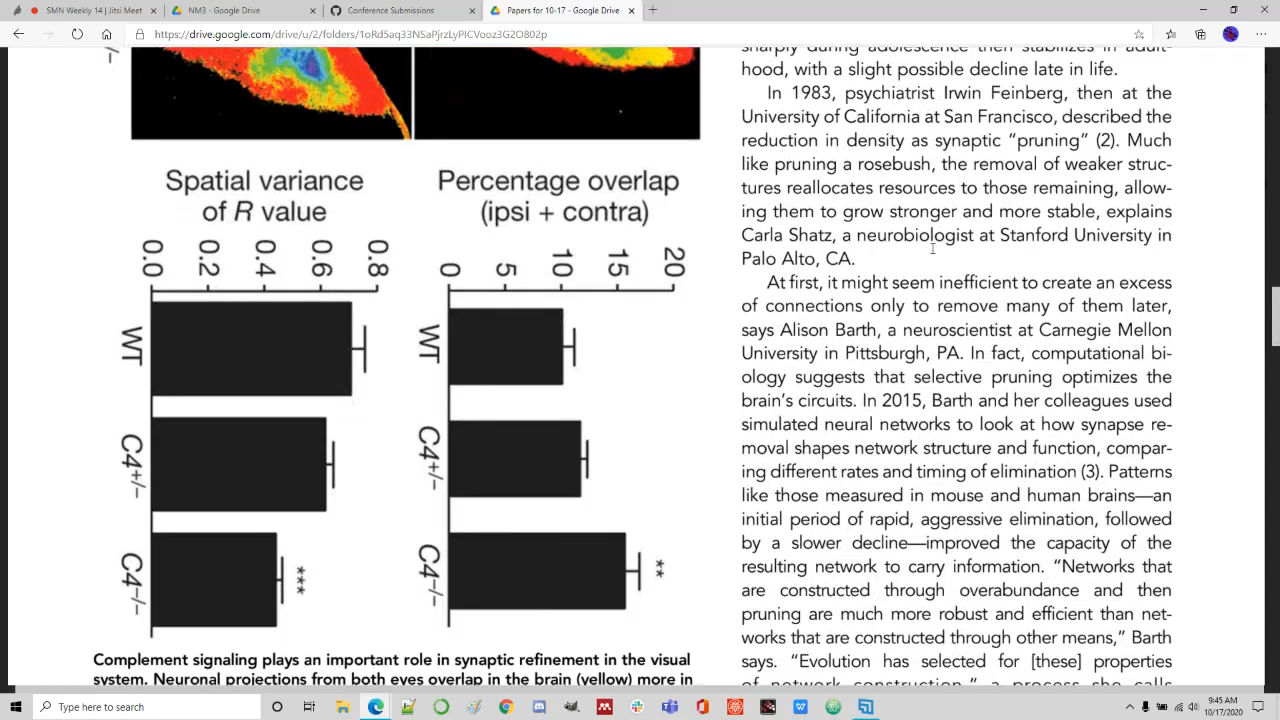 SMN Week 14 | Jitsi Meet
NM3 - Google Drive
Conference Submissions
Papers for 10-17 - Google Drive
https://drive.google.com/drive/u/2/folders/
Spatial variance
of R value
0.0
0.2
0.4
0.6
0.8
WT
C4+/−
C4−/−
***
Percentage overlap
(ipsi + contra)
0
5
10
15
20
WT
C4+/−
C4−/−
**
Complement signaling plays an important role in synaptic refinement in the visual
system. Neuronal projections from both eyes overlap in the brain (yellow) more in
sharply during adolescence then stabilizes in adult-
hood, with a slight possible decline late in life.
In 1983, psychiatrist Irwin Feinberg, then at the
University of California at San Francisco, described the
reduction in density as synaptic “pruning” (2). Much
like pruning a rosebush, the removal of weaker struc-
tures reallocates resources to those remaining, allow-
ing them to grow stronger and more stable, explains
Carla Shatz, a neurobiologist at Stanford University in
Palo Alto, CA.
At first, it might seem inefficient to create an excess
of connections only to remove many of them later,
says Alison Barth, a neuroscientist at Carnegie Mellon
University in Pittsburgh, PA. In fact, computational bi-
ology suggests that selective pruning optimizes the
brain’s circuits. In 2015, Barth and her colleagues used
simulated neural networks to look at how synapse re-
moval shapes network structure and function, compar-
ing different rates and timing of elimination (3). Patterns
like those measured in mouse and human brains—an
initial period of rapid, aggressive elimination, followed
by a slower decline—improved the capacity of the
resulting network to carry information. “Networks that
are constructed through overabundance and then
pruning are much more robust and efficient than net-
works that are constructed through other means,” Barth
says. “Evolution has selected for [these] properties
of network construction,” a process she calls
Type here to search
9:45 AM
10/17/2020